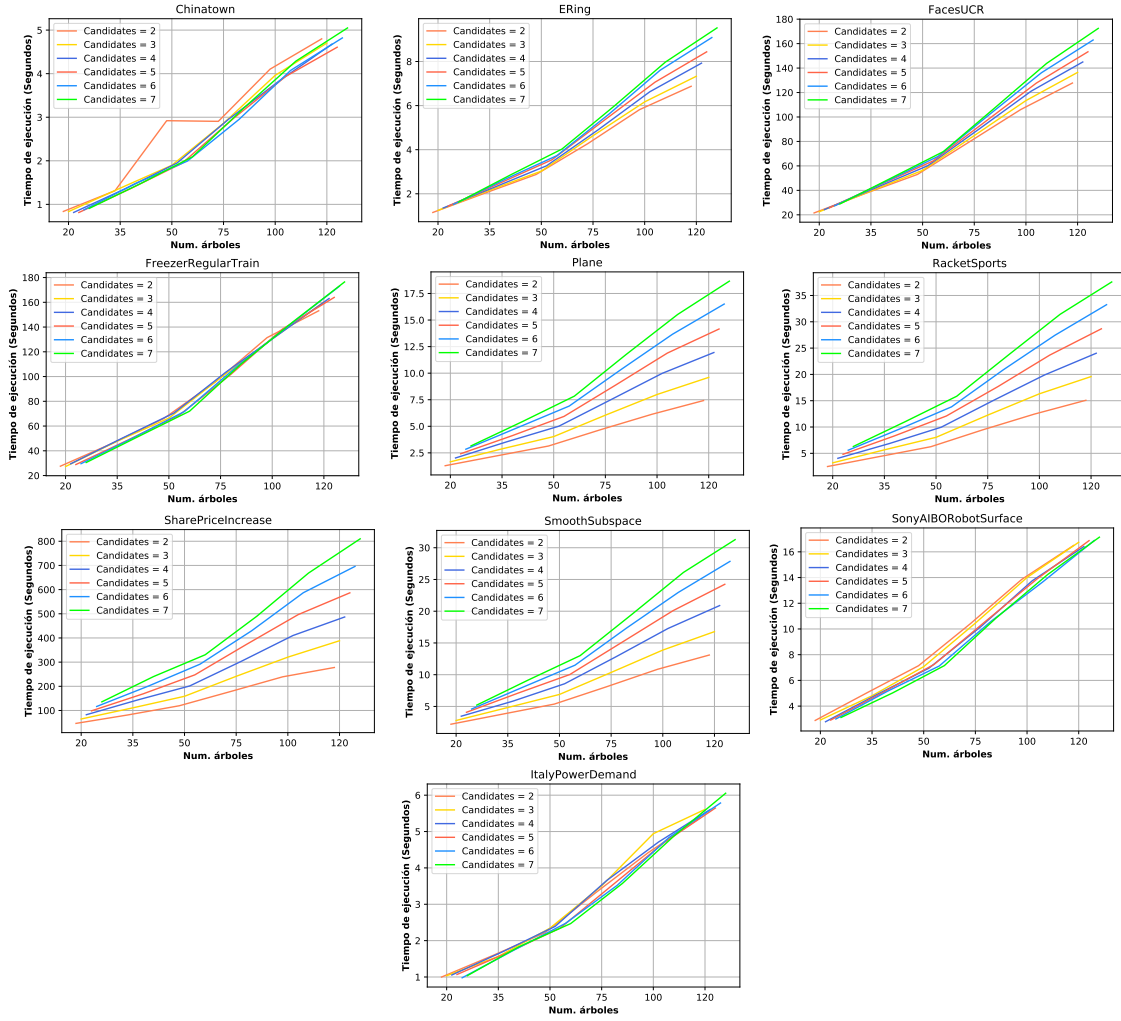 Chinatown
Tiempo de ejecución (Segundos)
5
4
3
2
1
Candidates = 2
Candidates = 3
Candidates = 4
Candidates = 5
Candidates = 6
Candidates = 7
20 35 50 75 100 120
Num. árboles
ERing
Tiempo de ejecución (Segundos)
8
6
4
2
Candidates = 2
Candidates = 3
Candidates = 4
Candidates = 5
Candidates = 6
Candidates = 7
20 35 50 75 100 120
Num. árboles
FacesUCR
Tiempo de ejecución (Segundos)
180
160
140
120
100
80
60
40
20
Candidates = 2
Candidates = 3
Candidates = 4
Candidates = 5
Candidates = 6
Candidates = 7
20 35 50 75 100 120
Num. árboles
FreezerRegularTrain
Tiempo de ejecución (Segundos)
180
160
140
120
100
80
60
40
20
Candidates = 2
Candidates = 3
Candidates = 4
Candidates = 5
Candidates = 6
Candidates = 7
20 35 50 75 100 120
Num. árboles
Plane
Tiempo de ejecución (Segundos)
17.5
15.0
12.5
10.0
7.5
5.0
2.5
Candidates = 2
Candidates = 3
Candidates = 4
Candidates = 5
Candidates = 6
Candidates = 7
20 35 50 75 100 120
Num. árboles
RacketSports
Tiempo de ejecución (Segundos)
35
30
25
20
15
10
5
Candidates = 2
Candidates = 3
Candidates = 4
Candidates = 5
Candidates = 6
Candidates = 7
20 35 50 75 100 120
Num. árboles
SharePriceIncrease
Tiempo de ejecución (Segundos)
800
700
600
500
400
300
200
100
Candidates = 2
Candidates = 3
Candidates = 4
Candidates = 5
Candidates = 6
Candidates = 7
20 35 50 75 100 120
Num. árboles
SmoothSubspace
Tiempo de ejecución (Segundos)
30
25
20
15
10
5
Candidates = 2
Candidates = 3
Candidates = 4
Candidates = 5
Candidates = 6
Candidates = 7
20 35 50 75 100 120
Num. árboles
SonyAIBORobotSurface
Tiempo de ejecución (Segundos)
16
14
12
10
8
6
4
Candidates = 2
Candidates = 3
Candidates = 4
Candidates = 5
Candidates = 6
Candidates = 7
20 35 50 75 100 120
Num. árboles
ItalyPowerDemand
Tiempo de ejecución (Segundos)
6
5
4
3
2
1
Candidates = 2
Candidates = 3
Candidates = 4
Candidates = 5
Candidates = 6
Candidates = 7
20 35 50 75 100 120
Num. árboles